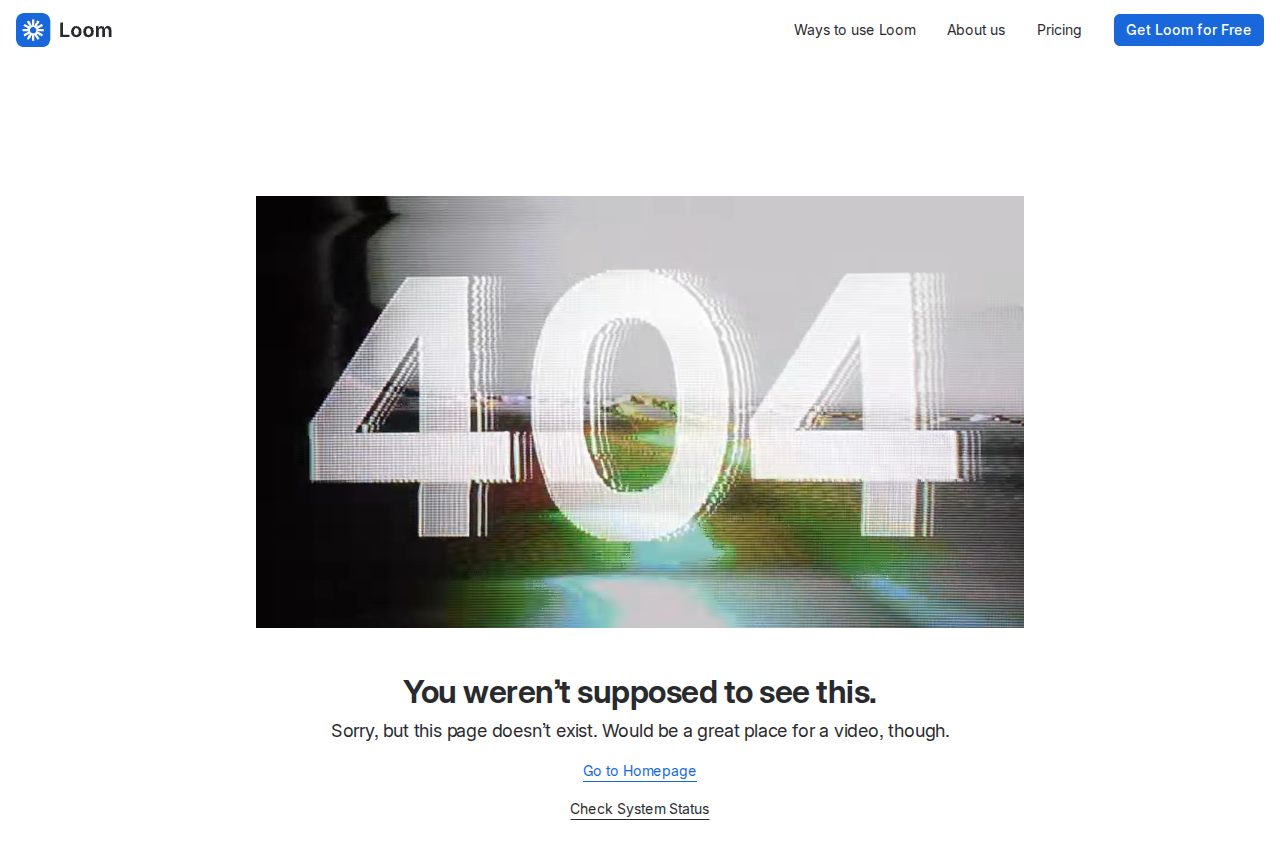 Loom
Ways to use Loom
About us
Pricing
Get Loom for Free
404
You weren’t supposed to see this.
Sorry, but this page doesn’t exist. Would be a great place for a video, though.
Go to Homepage
Check System Status